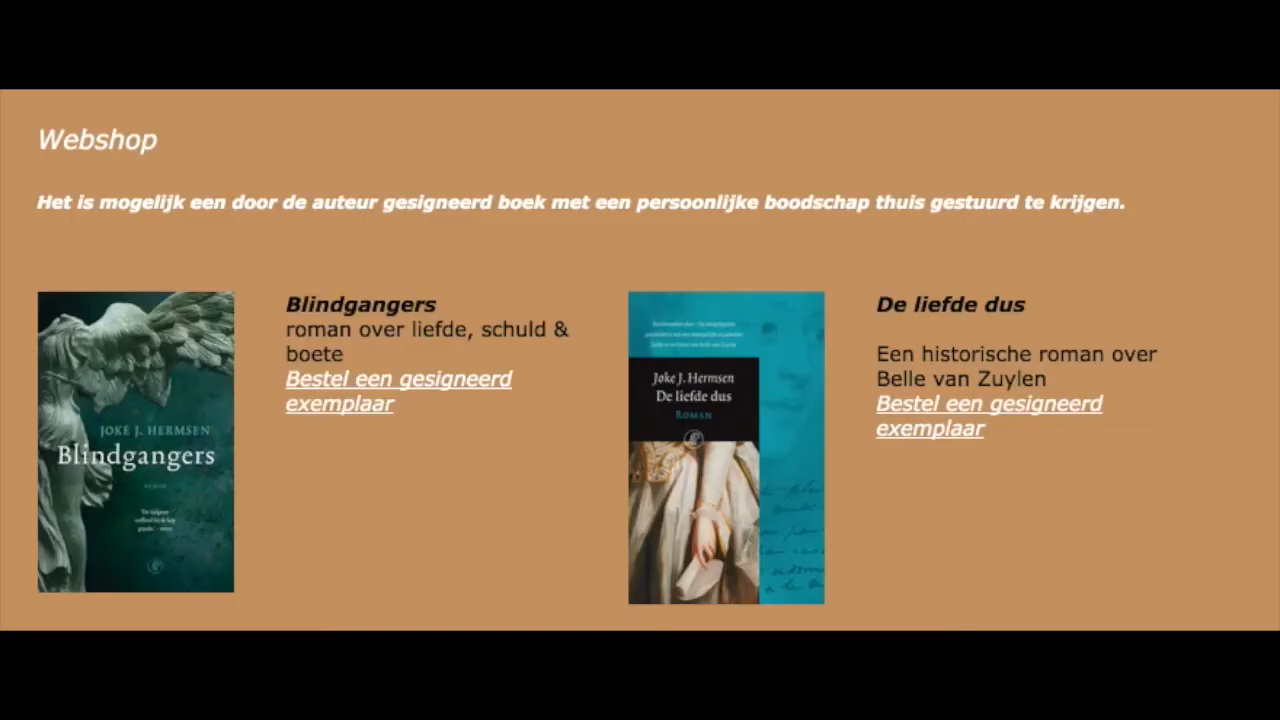 Webshop
Het is mogelijk een door de auteur gesigneerd boek met een persoonlijke boodschap thuis gestuurd te krijgen.
JOKE J. HERMSEN
Blindgangers
ROMAN
Blindgangers
roman over liefde, schuld &
boete
Bestel een gesigneerd
exemplaar
Joke J. Hermsen
De liefde dus
ROMAN
De liefde dus
Een historische roman over
Belle van Zuylen
Bestel een gesigneerd
exemplaar